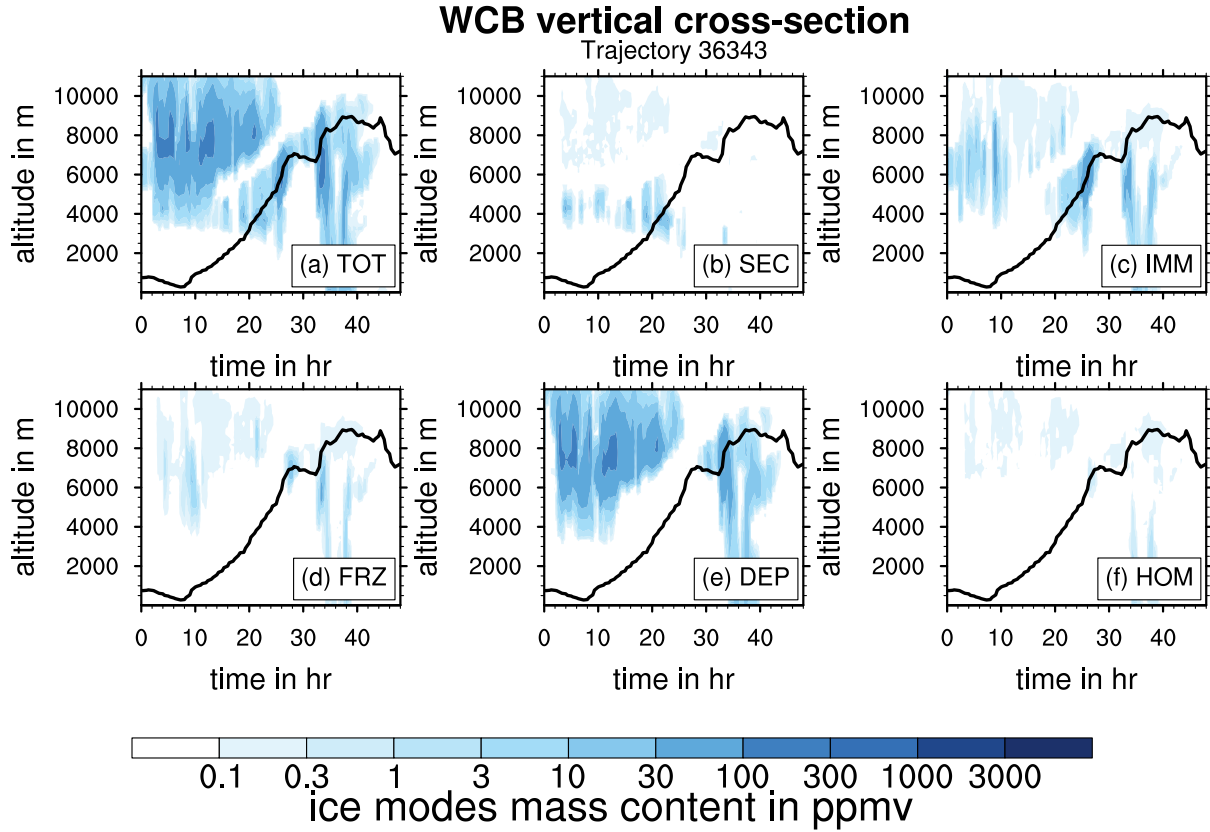 WCB vertical cross-section
Trajectory 36343
altitude in m
10000
8000
6000
4000
2000
(a) TOT
0 10 20 30 40
time in hr
altitude in m
10000
8000
6000
4000
2000
(b) SEC
0 10 20 30 40
time in hr
altitude in m
10000
8000
6000
4000
2000
(c) IMM
0 10 20 30 40
time in hr
altitude in m
10000
8000
6000
4000
2000
(d) FRZ
0 10 20 30 40
time in hr
altitude in m
10000
8000
6000
4000
2000
(e) DEP
0 10 20 30 40
time in hr
altitude in m
10000
8000
6000
4000
2000
(f) HOM
0 10 20 30 40
time in hr
0.1 0.3 1 3 10 30 100 300 1000 3000
ice modes mass content in ppmv